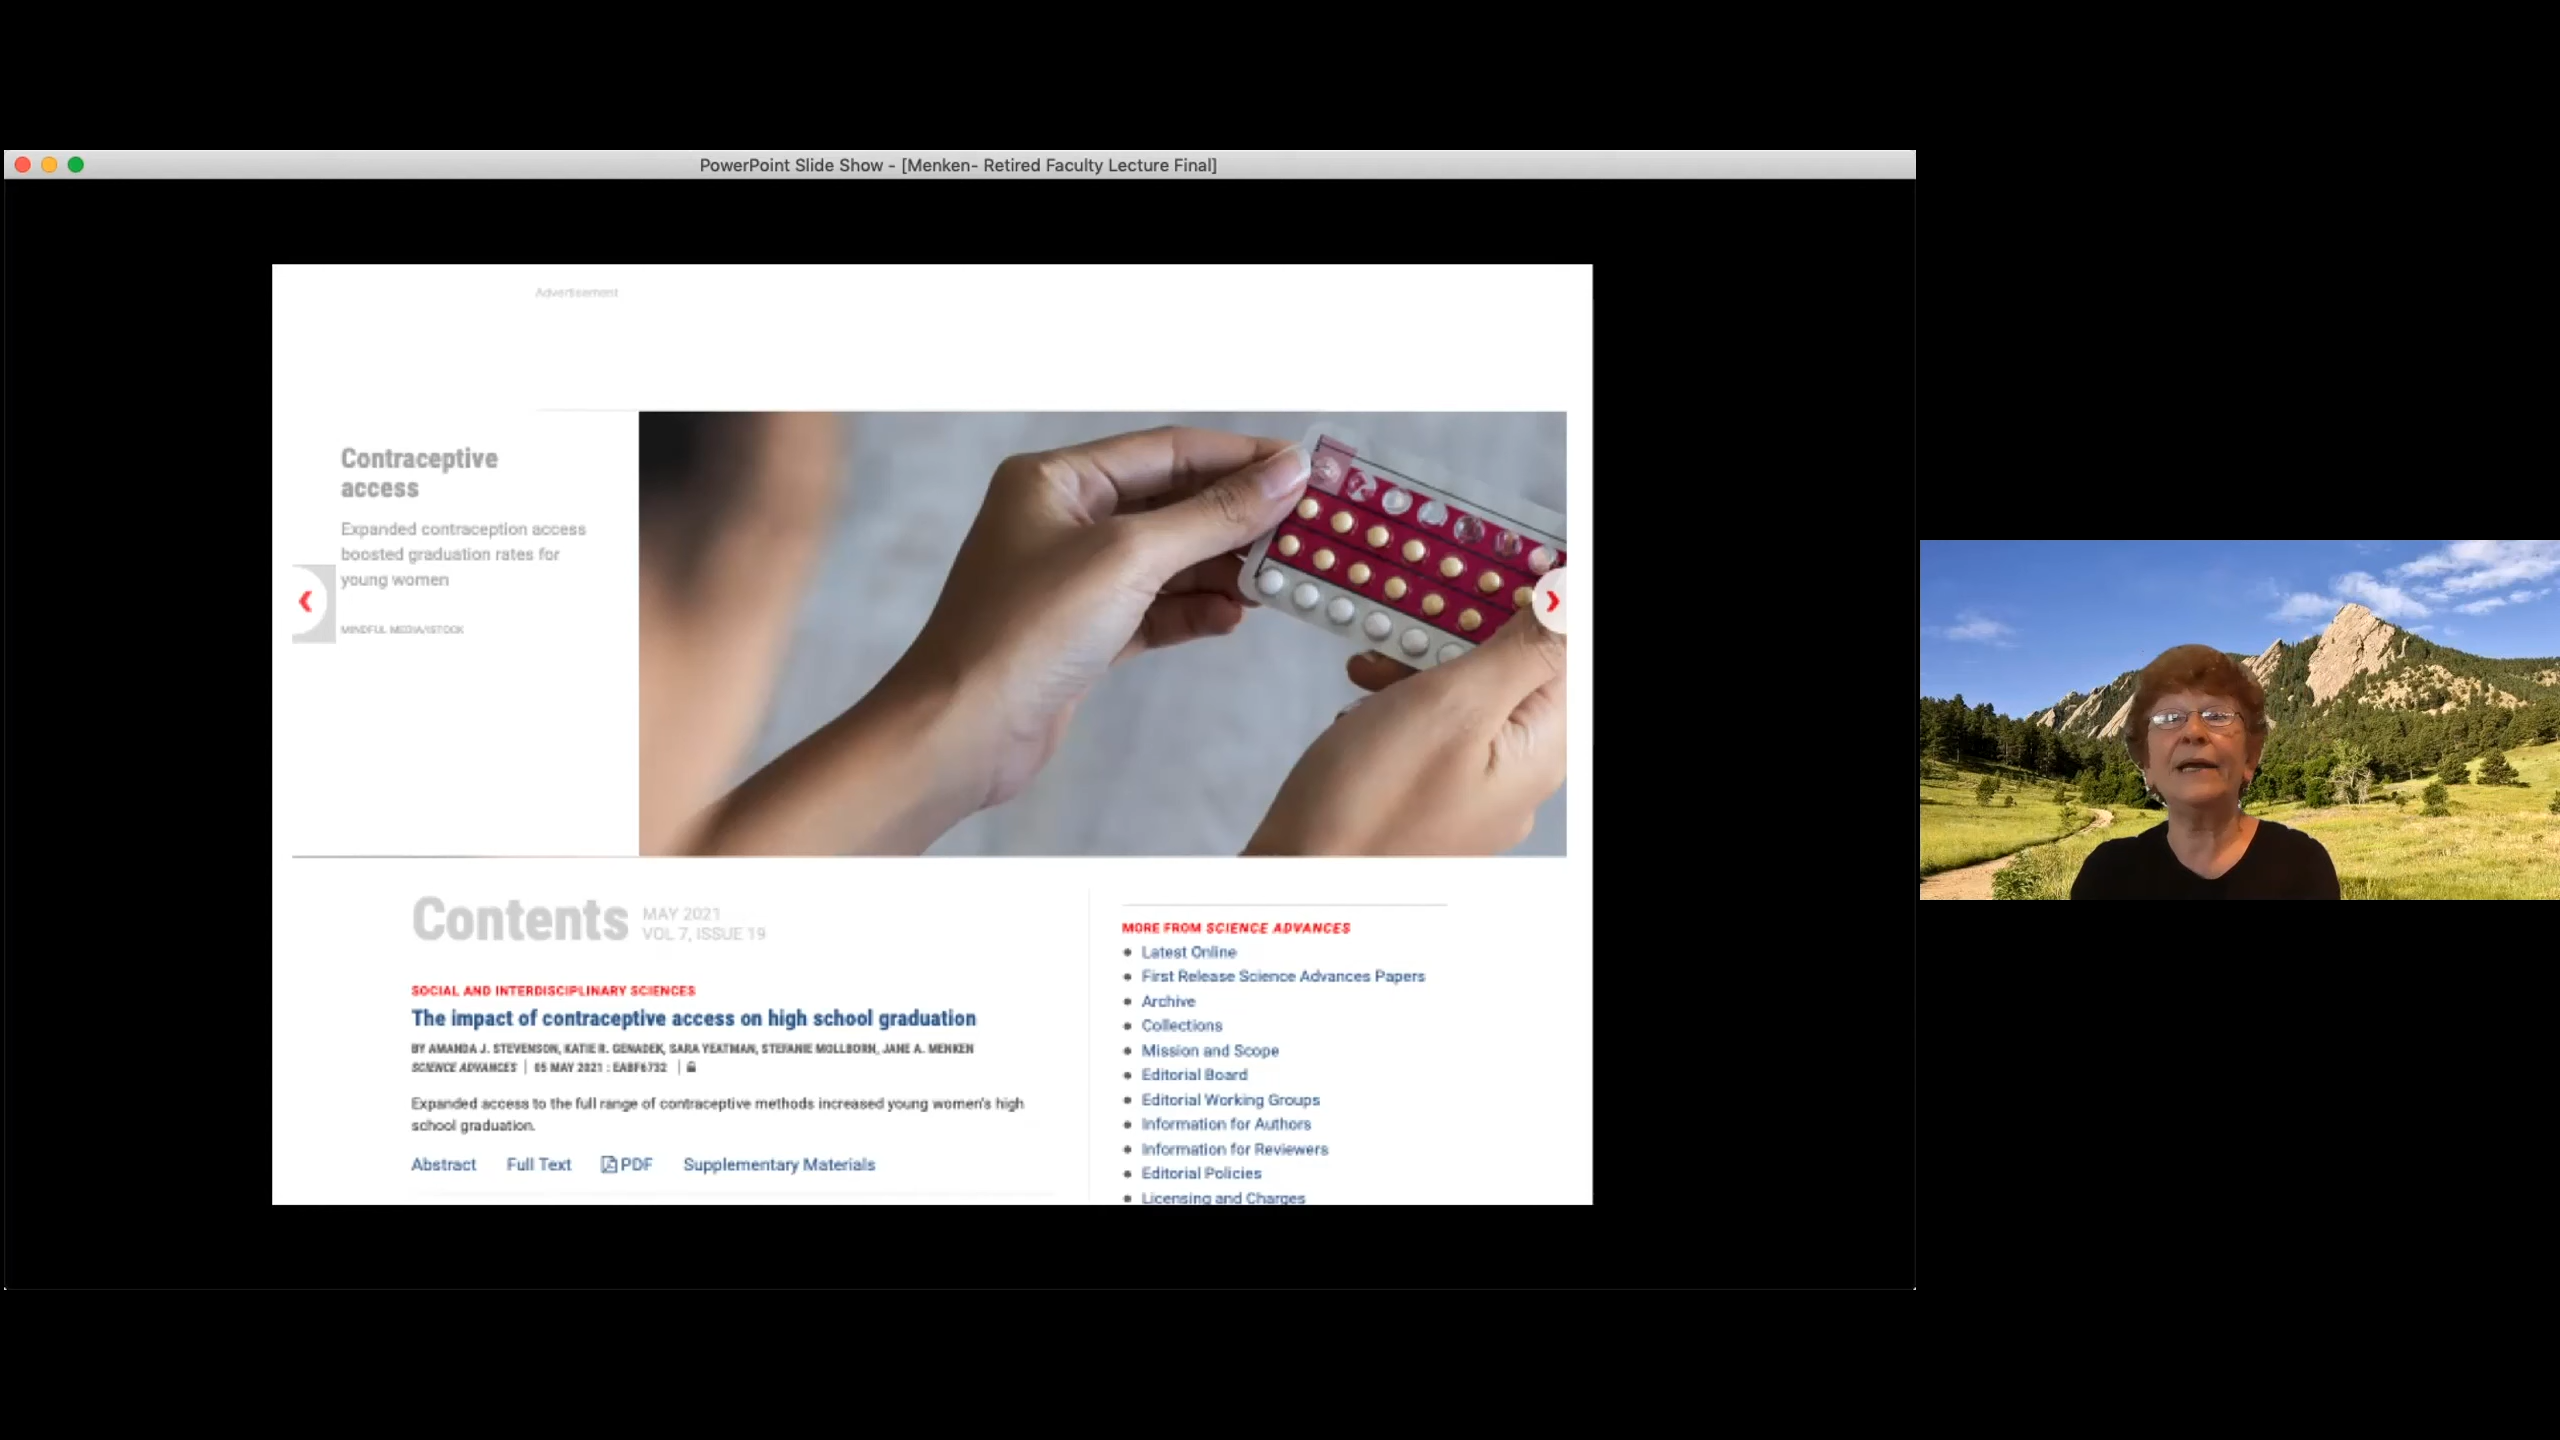 PowerPoint Slide Show - [Menken- Retired Faculty Lecture Final]
Advertisement
Contraceptive
access
Expanded contraception access
boosted graduation rates for
young women
MINDFUL MEDIA/ISTOCK
Contents
MAY 2021
VOL 7, ISSUE 19
SOCIAL AND INTERDISCIPLINARY SCIENCES
The impact of contraceptive access on high school graduation
BY AMANDA J. STEVENSON, KATIE R. GENADEK, SARA YEATMAN, STEFANIE MOLLBORN, JANE A. MENKEN
SCIENCE ADVANCES | 05 MAY 2021 : EABF6732 |
Expanded access to the full range of contraceptive methods increased young women's high
school graduation.
Abstract Full Text PDF Supplementary Materials
MORE FROM SCIENCE ADVANCES
• Latest Online
• First Release Science Advances Papers
• Archive
• Collections
• Mission and Scope
• Editorial Board
• Editorial Working Groups
• Information for Authors
• Information for Reviewers
• Editorial Policies
• Licensing and Charges